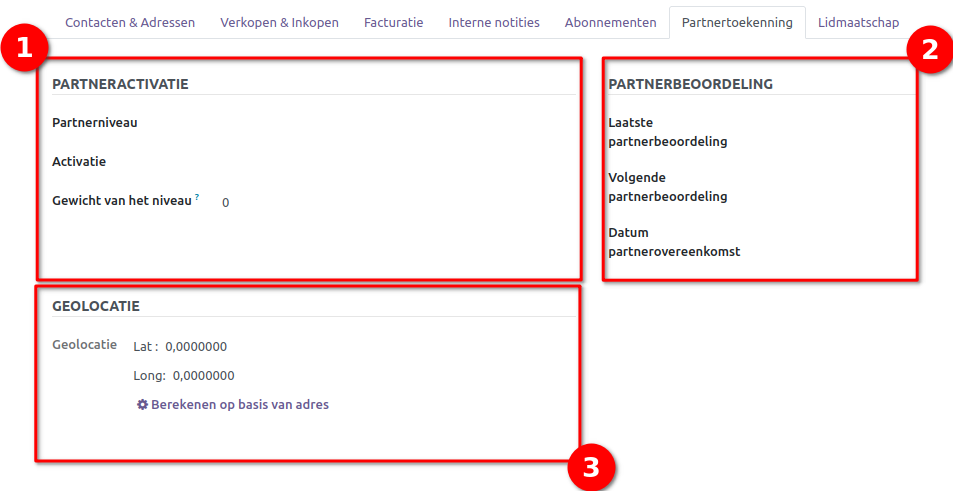 Contacten & Adressen Verkopen & Inkopen Facturatie Interne notities Abonnementen Partnertoekenning Lidmaatschap
1
PARTNERACTIVATIE
Partnerniveau
Activatie
Gewicht van het niveau ? 0
2
PARTNERBEOORDELING
Laatste
partnerbeoordeling
Volgende
partnerbeoordeling
Datum
partnerovereenkomst
GEOLOCATIE
Geolocatie Lat : 0,0000000
Long: 0,0000000
Berekenen op basis van adres
3